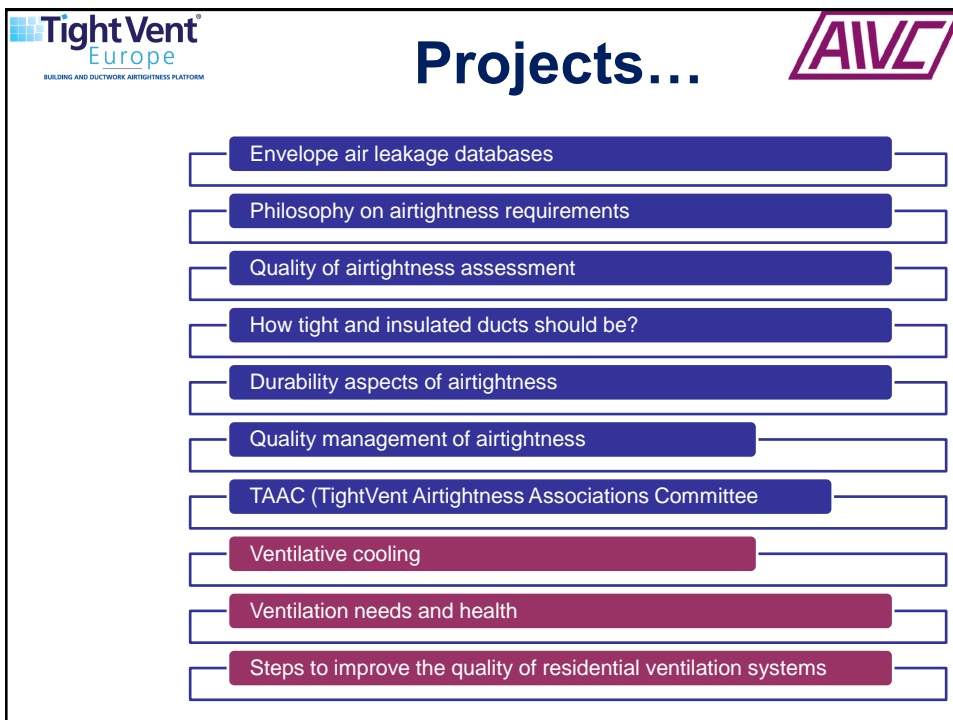 TightVent®
Europe
BUILDING AND DUCTWORK AIRTIGHTNESS PLATFORM
Projects…
AIVC
Envelope air leakage databases
Philosophy on airtightness requirements
Quality of airtightness assessment
How tight and insulated ducts should be?
Durability aspects of airtightness
Quality management of airtightness
TAAC (TightVent Airtightness Associations Committee
Ventilative cooling
Ventilation needs and health
Steps to improve the quality of residential ventilation systems